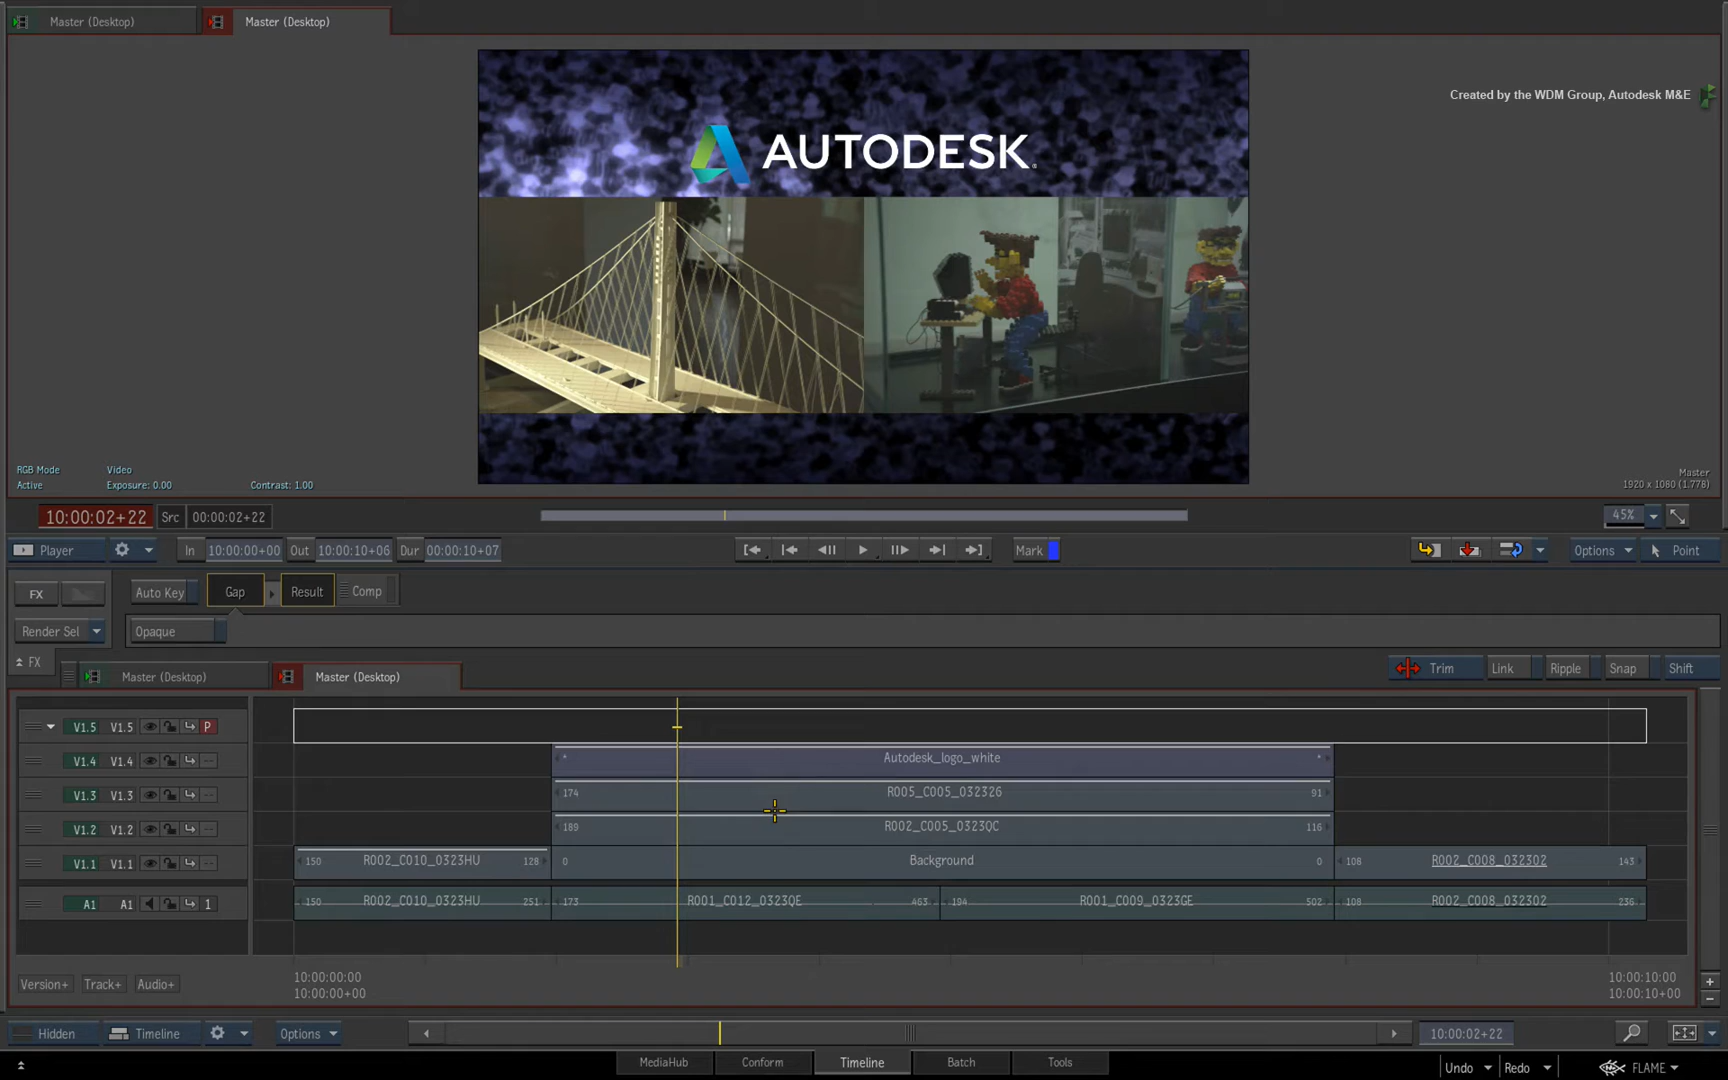 Master (Desktop) Master (Desktop)
Created by the WDM Group, Autodesk M&E
AUTODESK
RGB Mode Video
Active Exposure: 0.00 Contrast: 1.00
Master
1920 x 1080 (1.778)
10:00:02+22 Src 00:00:02+22 45%
Player In 10:00:00+00 Out 10:00:10+06 Dur 00:00:10+07 Mark Options Point
FX Auto Key Gap Result Comp
Render Sel Opaque
FX Master (Desktop) Master (Desktop) Trim Link Ripple Snap Shift
V1.5 V1.5 P
V1.4 V1.4 Autodesk_logo_white
V1.3 V1.3 174 R005_C005_032326 91
V1.2 V1.2 189 R002_C005_0323QC 116
V1.1 V1.1 150 R002_C010_0323HU 128 0 Background 0 108 R002_C008_032302 143
A1 A1 1 150 R002_C010_0323HU 251 173 R001_C012_0323QE 463 194 R001_C009_0323GE 502 108 R002_C008_032302 236
Version+ Track+ Audio+ 10:00:00:00 10:00:10:00
10:00:00+00 10:00:10+00
Hidden Timeline Options 10:00:02+22
MediaHub Conform Timeline Batch Tools Undo Redo FLAME